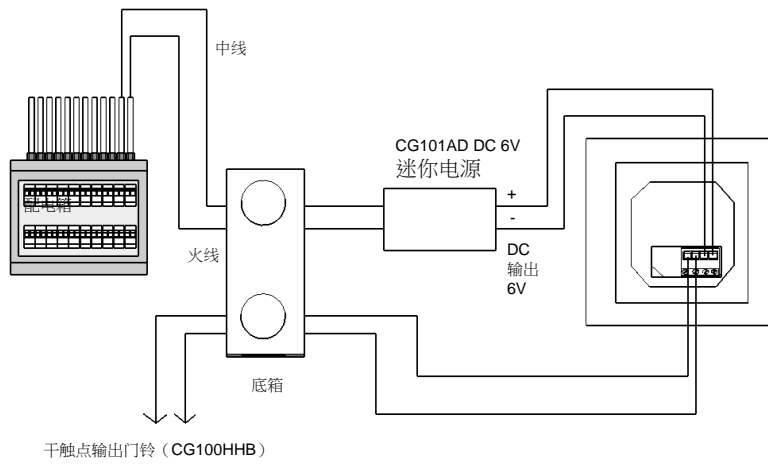 中线
CG101AD DC 6V
迷你电源
+
配电箱
-
火线
DC
输出
6V
底箱
干触点输出门铃（CG100HHB）